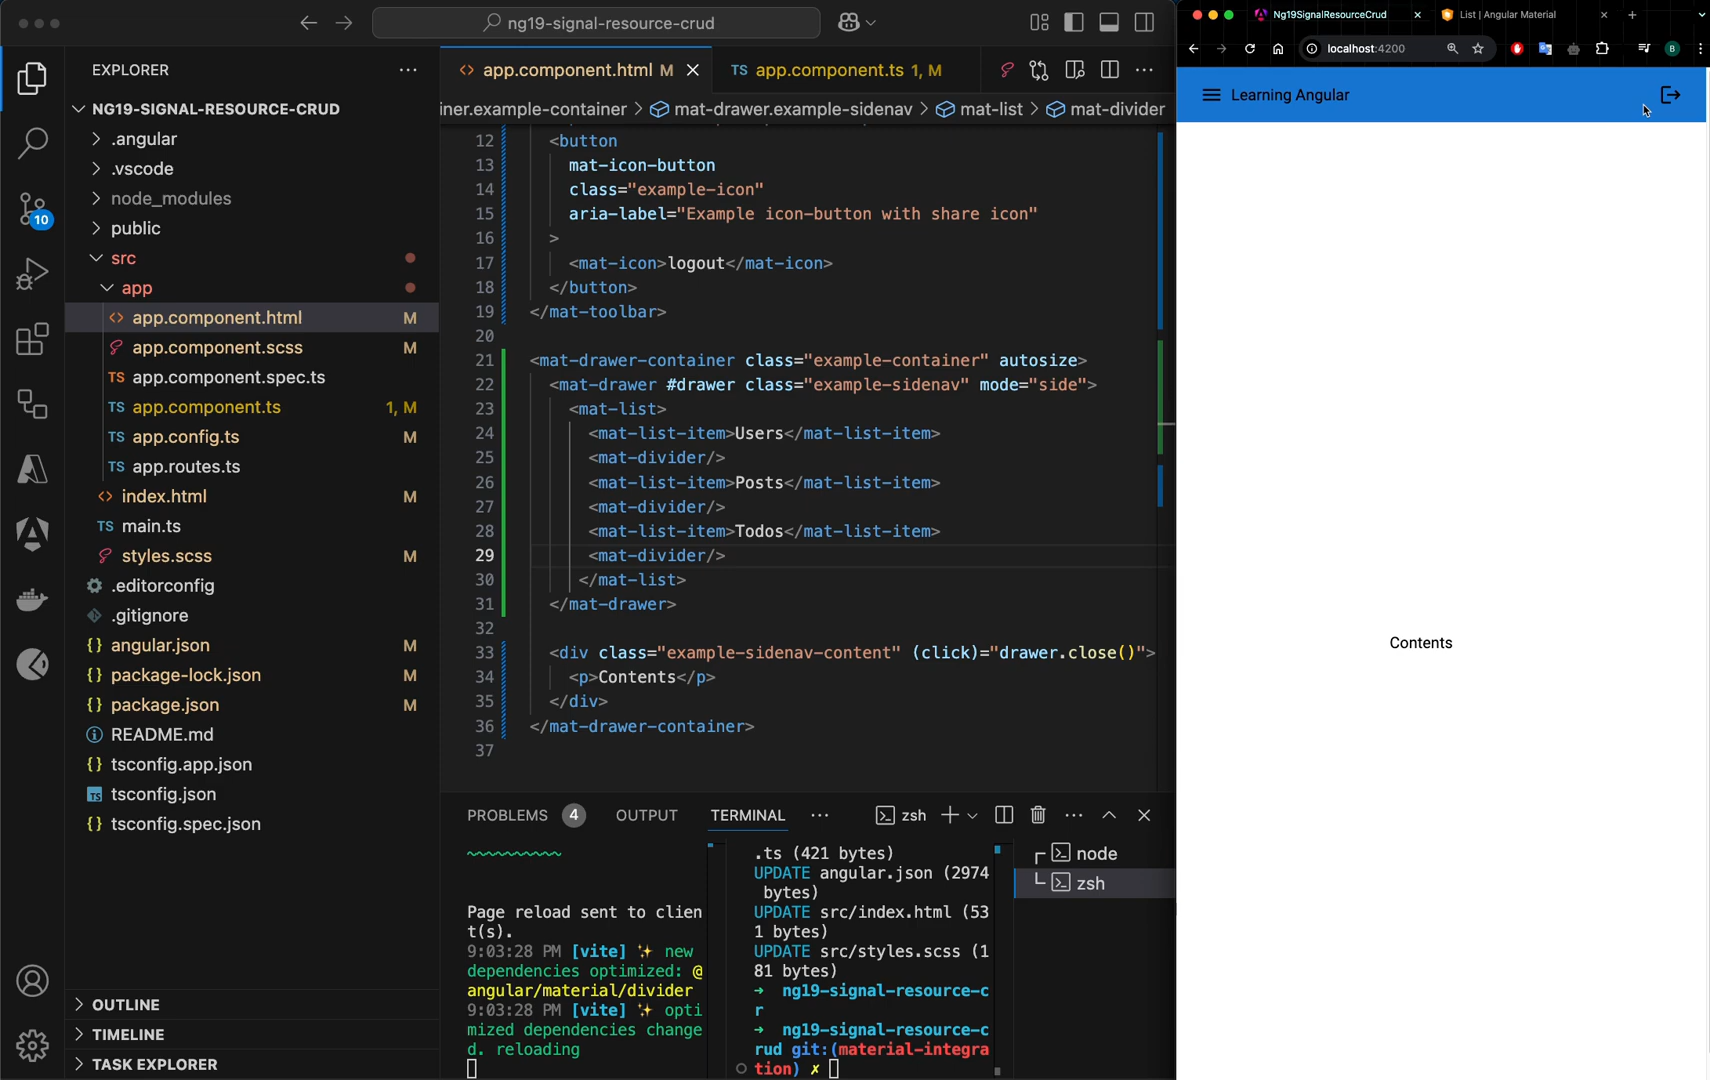 ng19-signal-resource-crud
EXPLORER
NG19-SIGNAL-RESOURCE-CRUD
.angular
.vscode
node_modules
public
src
app
app.component.html M
app.component.scss M
app.component.spec.ts
app.component.ts 1, M
app.config.ts M
app.routes.ts
index.html M
main.ts
styles.scss M
.editorconfig
.gitignore
angular.json M
package-lock.json M
package.json M
README.md
tsconfig.app.json
tsconfig.json
tsconfig.spec.json
OUTLINE
TIMELINE
TASK EXPLORER
10
app.component.html M
TS app.component.ts 1, M
iner.example-container > mat-drawer.example-sidenav > mat-list > mat-divider
12 <button
13 mat-icon-button
14 class="example-icon"
15 aria-label="Example icon-button with share icon"
16 >
17 <mat-icon>logout</mat-icon>
18 </button>
19 </mat-toolbar>
20
21 <mat-drawer-container class="example-container" autosize>
22 <mat-drawer #drawer class="example-sidenav" mode="side">
23 <mat-list>
24 <mat-list-item>Users</mat-list-item>
25 <mat-divider/>
26 <mat-list-item>Posts</mat-list-item>
27 <mat-divider/>
28 <mat-list-item>Todos</mat-list-item>
29 <mat-divider/>
30 </mat-list>
31 </mat-drawer>
32
33 <div class="example-sidenav-content" (click)="drawer.close()">
34 <p>Contents</p>
35 </div>
36 </mat-drawer-container>
37
PROBLEMS 4 OUTPUT TERMINAL zsh
Page reload sent to clien
t(s).
9:03:28 PM [vite] ✨ new
dependencies optimized: @
angular/material/divider
9:03:28 PM [vite] ✨ opti
mized dependencies change
d. reloading
.ts (421 bytes)
UPDATE angular.json (2974
bytes)
UPDATE src/index.html (53
1 bytes)
UPDATE src/styles.scss (1
81 bytes)
→ ng19-signal-resource-c
r
→ ng19-signal-resource-c
rud git:(material-integra
tion) ✗
node
zsh
Ng19SignalResourceCrud
List | Angular Material
localhost:4200
B
Learning Angular
Contents